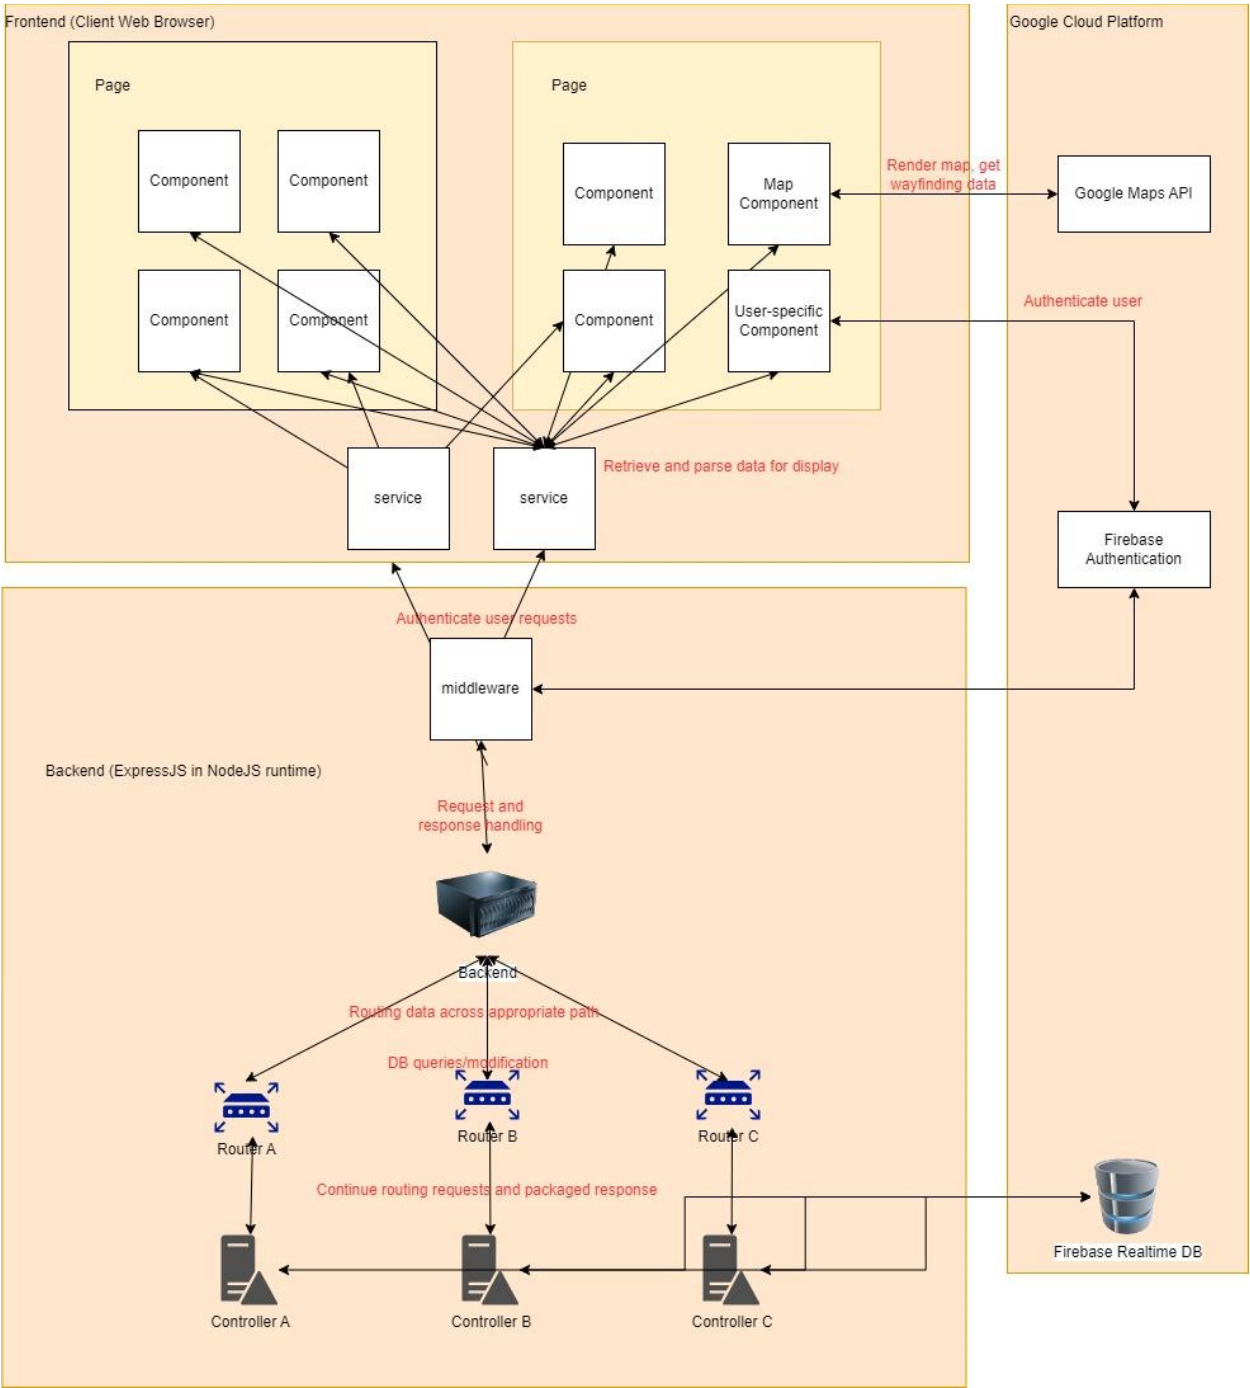 Frontend (Client Web Browser)
Google Cloud Platform
Page
Page
Component
Component
Component
Map
Component
Render map, get
wayfinding data
Google Maps API
Component
Component
Component
User-specific
Component
Authenticate user
service
service
Retrieve and parse data for display
Firebase
Authentication
Authenticate user requests
middleware
Backend (ExpressJS in NodeJS runtime)
Request and
response handling
Backend
Routing data across appropriate path
DB queries/modification
Router A
Router B
Router C
Continue routing requests and packaged response
Firebase Realtime DB
Controller A
Controller B
Controller C